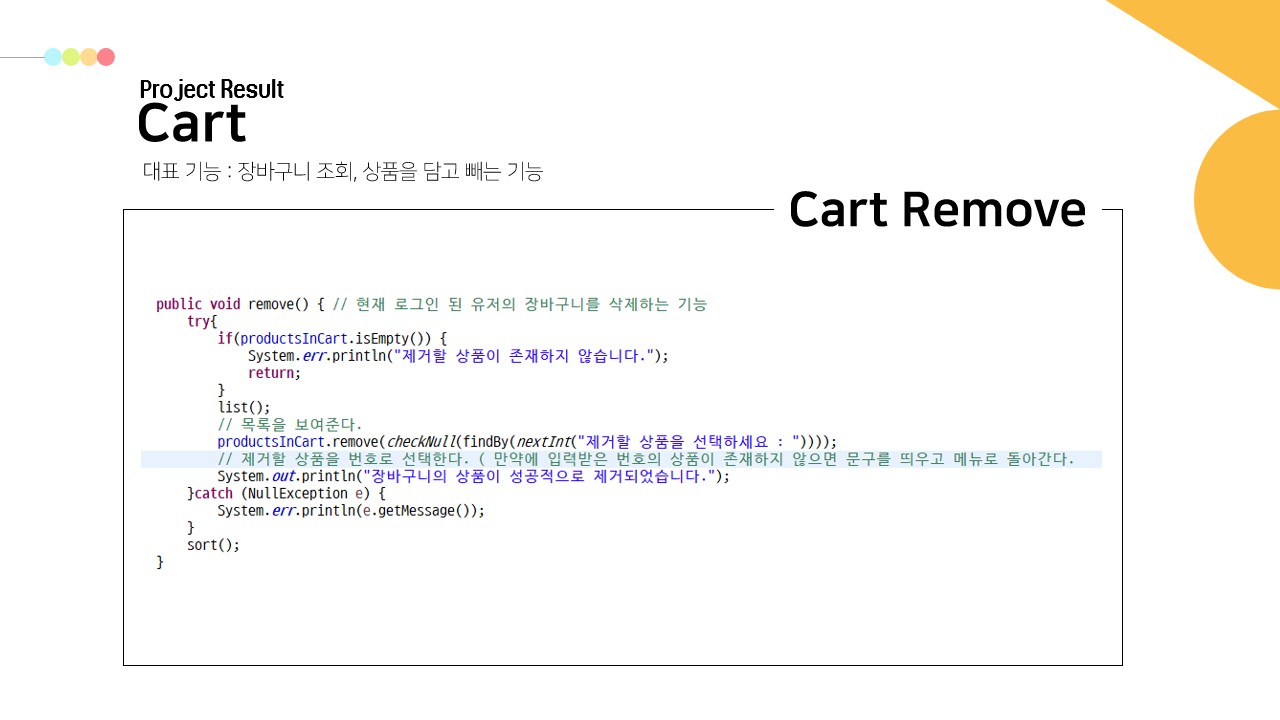 Project Result
Cart
대표 기능 : 장바구니 조회, 상품을 담고 빼는 기능
Cart Remove
public void remove() { // 현재 로그인 된 유저의 장바구니를 삭제하는 기능
    try{
        if(productsInCart.isEmpty()) {
            System.err.println("제거할 상품이 존재하지 않습니다.");
            return;
        }
        list();
        // 목록을 보여준다.
        productsInCart.remove(checkNull(findBy(nextInt("제거할 상품을 선택하세요 : "))));
        // 제거할 상품을 번호로 선택한다. ( 만약에 입력받은 번호의 상품이 존재하지 않으면 문구를 띄우고 메뉴로 돌아간다.
        System.out.println("장바구니의 상품이 성공적으로 제거되었습니다.");
    }catch (NullException e) {
        System.err.println(e.getMessage());
    }
    sort();
}